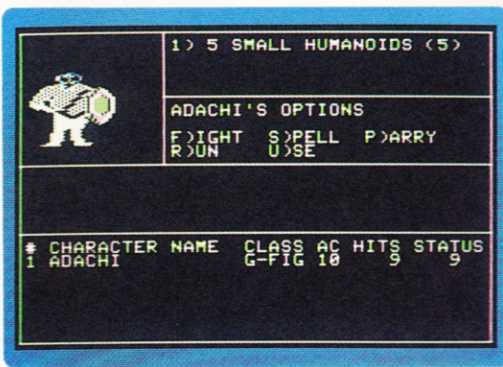 1) 5 SMALL HUMANOIDS (5)
ADACHI'S OPTIONS
F)IGHT S)PELL P)ARRY
R)UN U)SE
# CHARACTER NAME CLASS AC HITS STATUS
1 ADACHI G-FIG 10 9 9